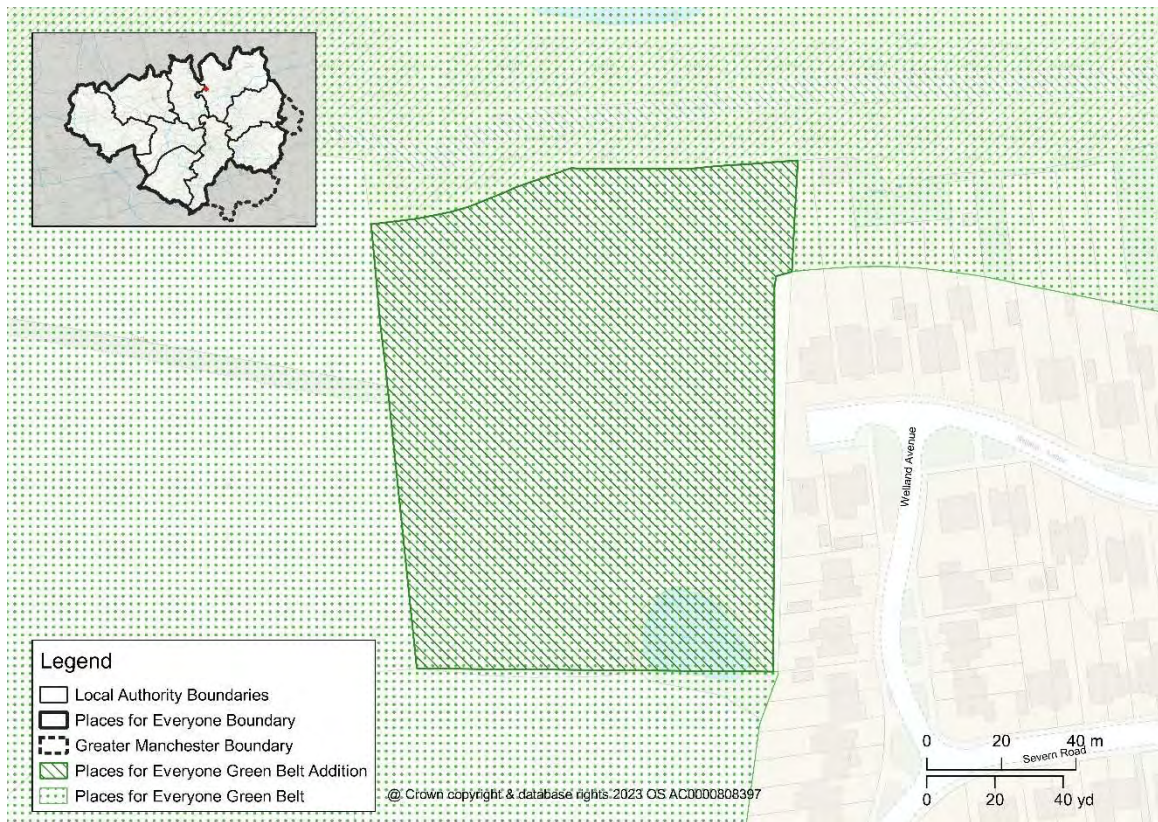 Welland Avenue
Severn Road
Legend
Local Authority Boundaries
Places for Everyone Boundary
Greater Manchester Boundary
Places for Everyone Green Belt Addition
Places for Everyone Green Belt
@ Crown copyright & database rights 2023 OS AC0000808397
0 20 40 m
0 20 40 yd